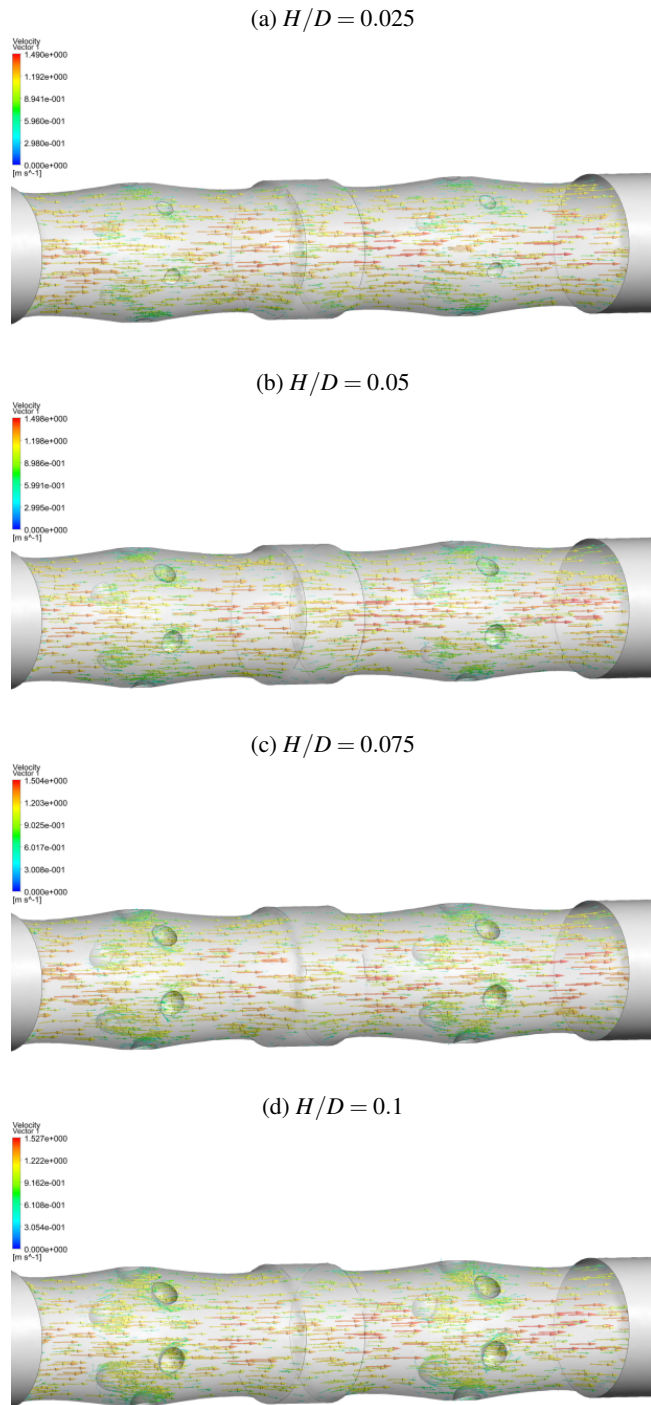 (a) H/D = 0.025
Velocity
Vector 1
1.490e+000
1.192e+000
8.941e-001
5.960e-001
2.980e-001
0.000e+000
[m s^-1]
(b) H/D = 0.05
Velocity
Vector 1
1.498e+000
1.198e+000
8.986e-001
5.991e-001
2.995e-001
0.000e+000
[m s^-1]
(c) H/D = 0.075
Velocity
Vector 1
1.504e+000
1.203e+000
9.025e-001
6.017e-001
3.008e-001
0.000e+000
[m s^-1]
(d) H/D = 0.1
Velocity
Vector 1
1.527e+000
1.222e+000
9.162e-001
6.108e-001
3.054e-001
0.000e+000
[m s^-1]